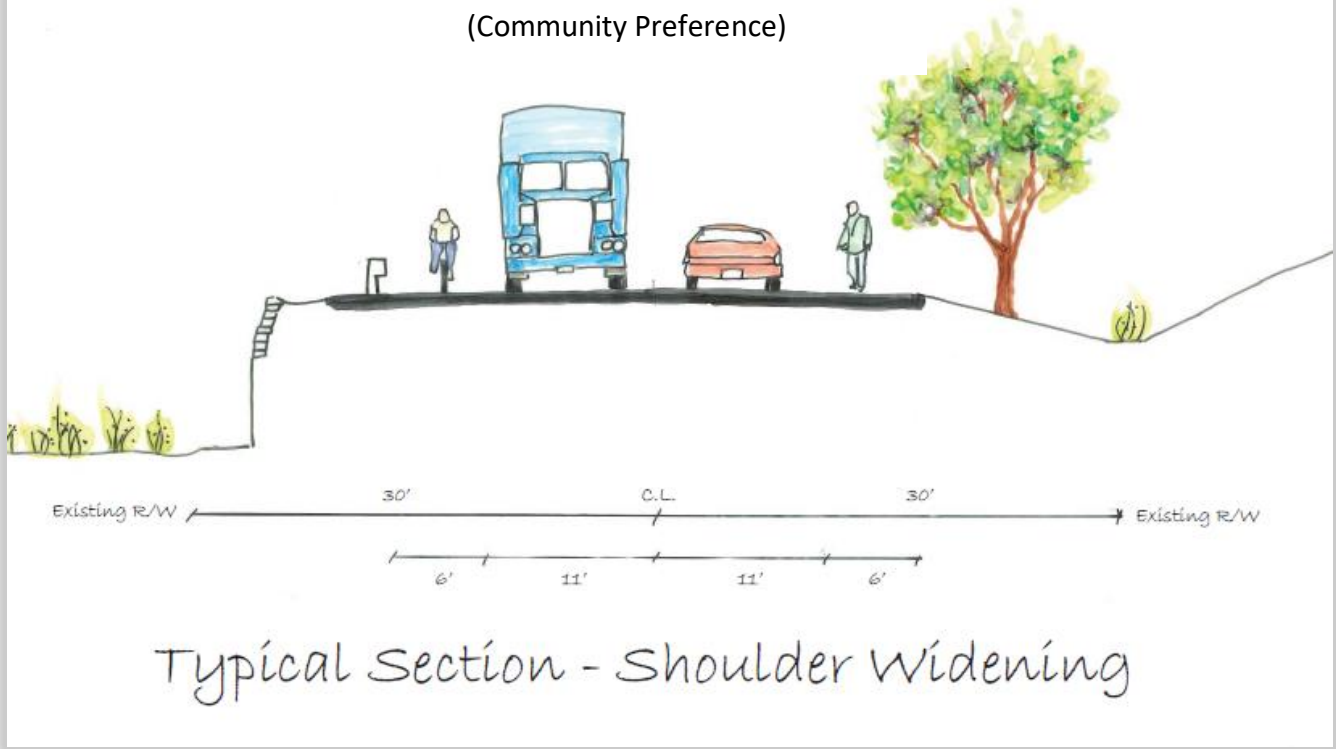 (Community Preference)
30' C.L. 30'
Existing R/W Existing R/W
6' 11' 11' 6'
Typical Section - Shoulder Widening